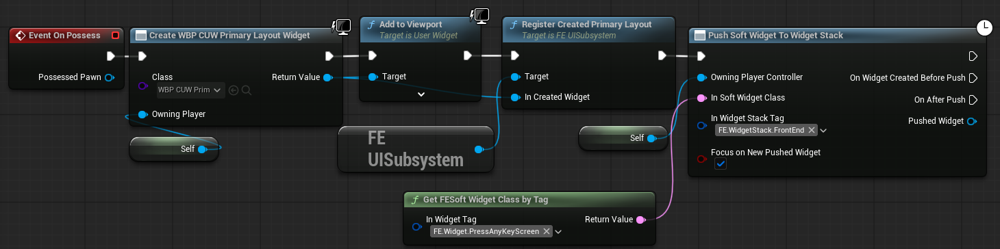 Event On Possess
Possessed Pawn
Create WBP CUW Primary Layout Widget
Class
WBP CUW Prim
Return Value
Owning Player
Self
Add to Viewport
Target is User Widget
Target
FE
UISubsystem
Register Created Primary Layout
Target is FE UISubsystem
Target
In Created Widget
Self
Get FESoft Widget Class by Tag
In Widget Tag
FE.Widget.PressAnyKeyScreen
Return Value
Push Soft Widget To Widget Stack
Owning Player Controller
On Widget Created Before Push
In Soft Widget Class
On After Push
In Widget Stack Tag
FE.WidgetStack.FrontEnd
Pushed Widget
Focus on New Pushed Widget